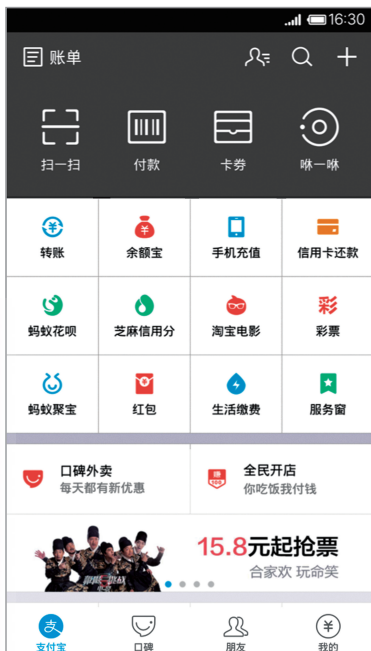 16:30
账单
扫一扫 付款 卡券 咻一咻
转账 余额宝 手机充值 信用卡还款
蚂蚁花呗 芝麻信用分 淘宝电影 彩票
蚂蚁聚宝 红包 生活缴费 服务窗
口碑外卖 全民开店
每天都有新优惠 你吃饭我付钱
15.8元起抢票
合家欢 玩命笑
支付宝 口碑 朋友 我的